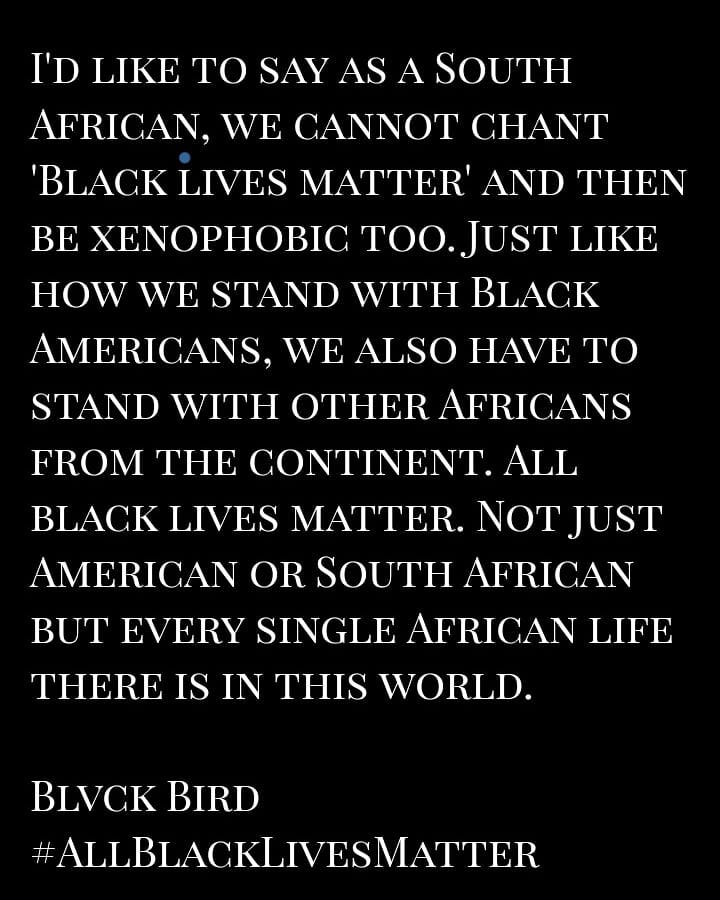 I'd like to say as a South
African, we cannot chant
'Black lives matter' and then
be xenophobic too. Just like
how we stand with Black
Americans, we also have to
stand with other Africans
from the continent. All
black lives matter. Not just
American or South African
but every single African life
there is in this world.
Blvck Bird
#AllBlackLivesMatter